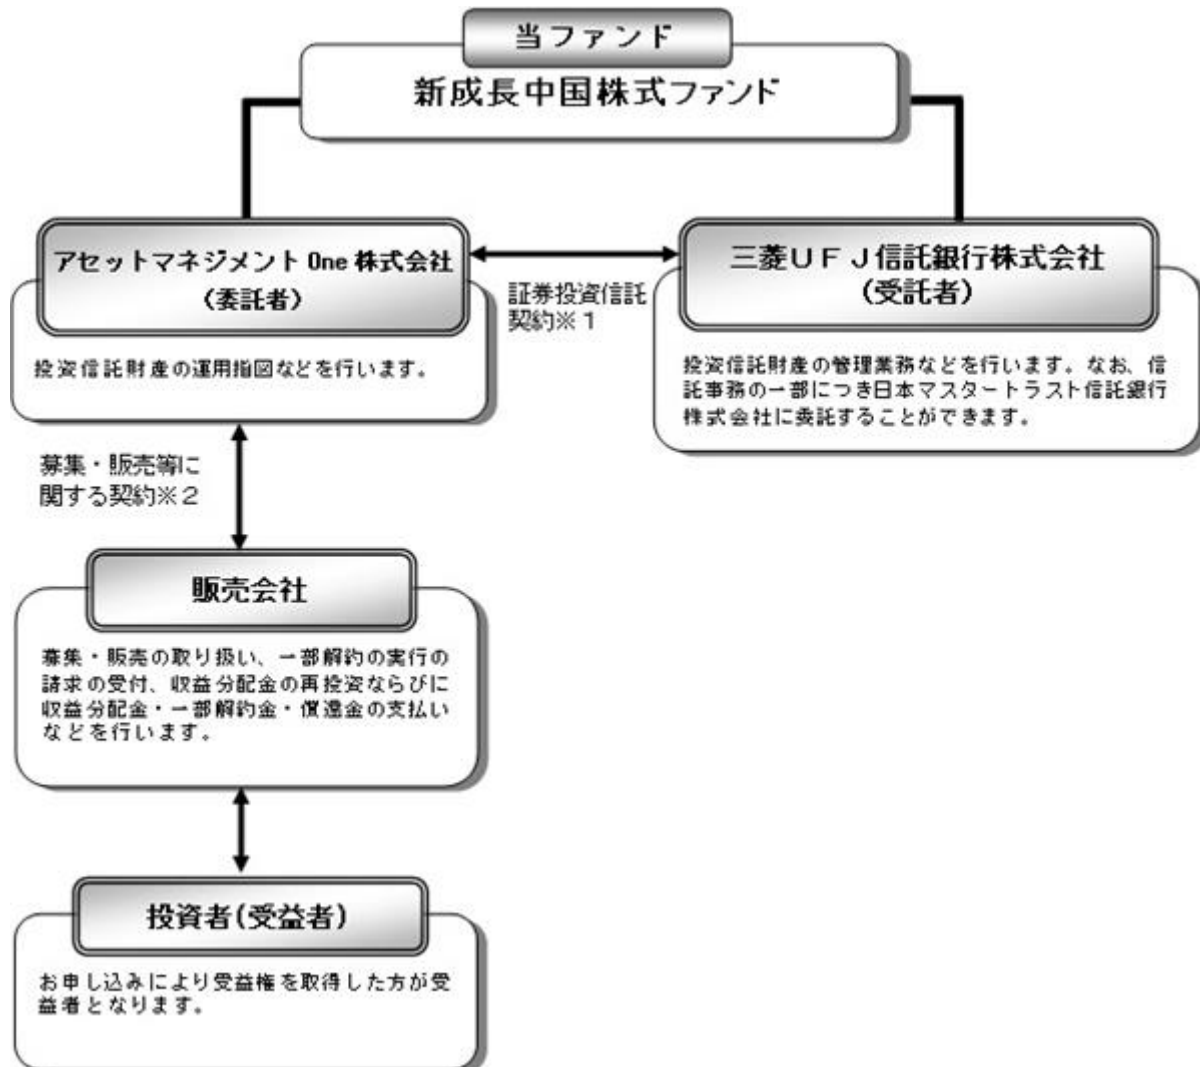 当ファンド
新成長中国株式ファンド
アセットマネジメント One 株式会社
（委託者）
投資信託財産の運用指図などを行います。
証券投資信託
契約※１
三菱ＵＦＪ信託銀行株式会社
（受託者）
投資信託財産の管理業務などを行います。なお、信
託事務の一部につき日本マスタートラスト信託銀行
株式会社に委託することができます。
募集・販売等に
関する契約※２
販売会社
募集・販売の取り扱い、一部解約の実行の
請求の受付、収益分配金の再投資ならびに
収益分配金・一部解約金・償還金の支払い
などを行います。
投資者（受益者）
お申し込みにより受益権を取得した方が受
益者となります。